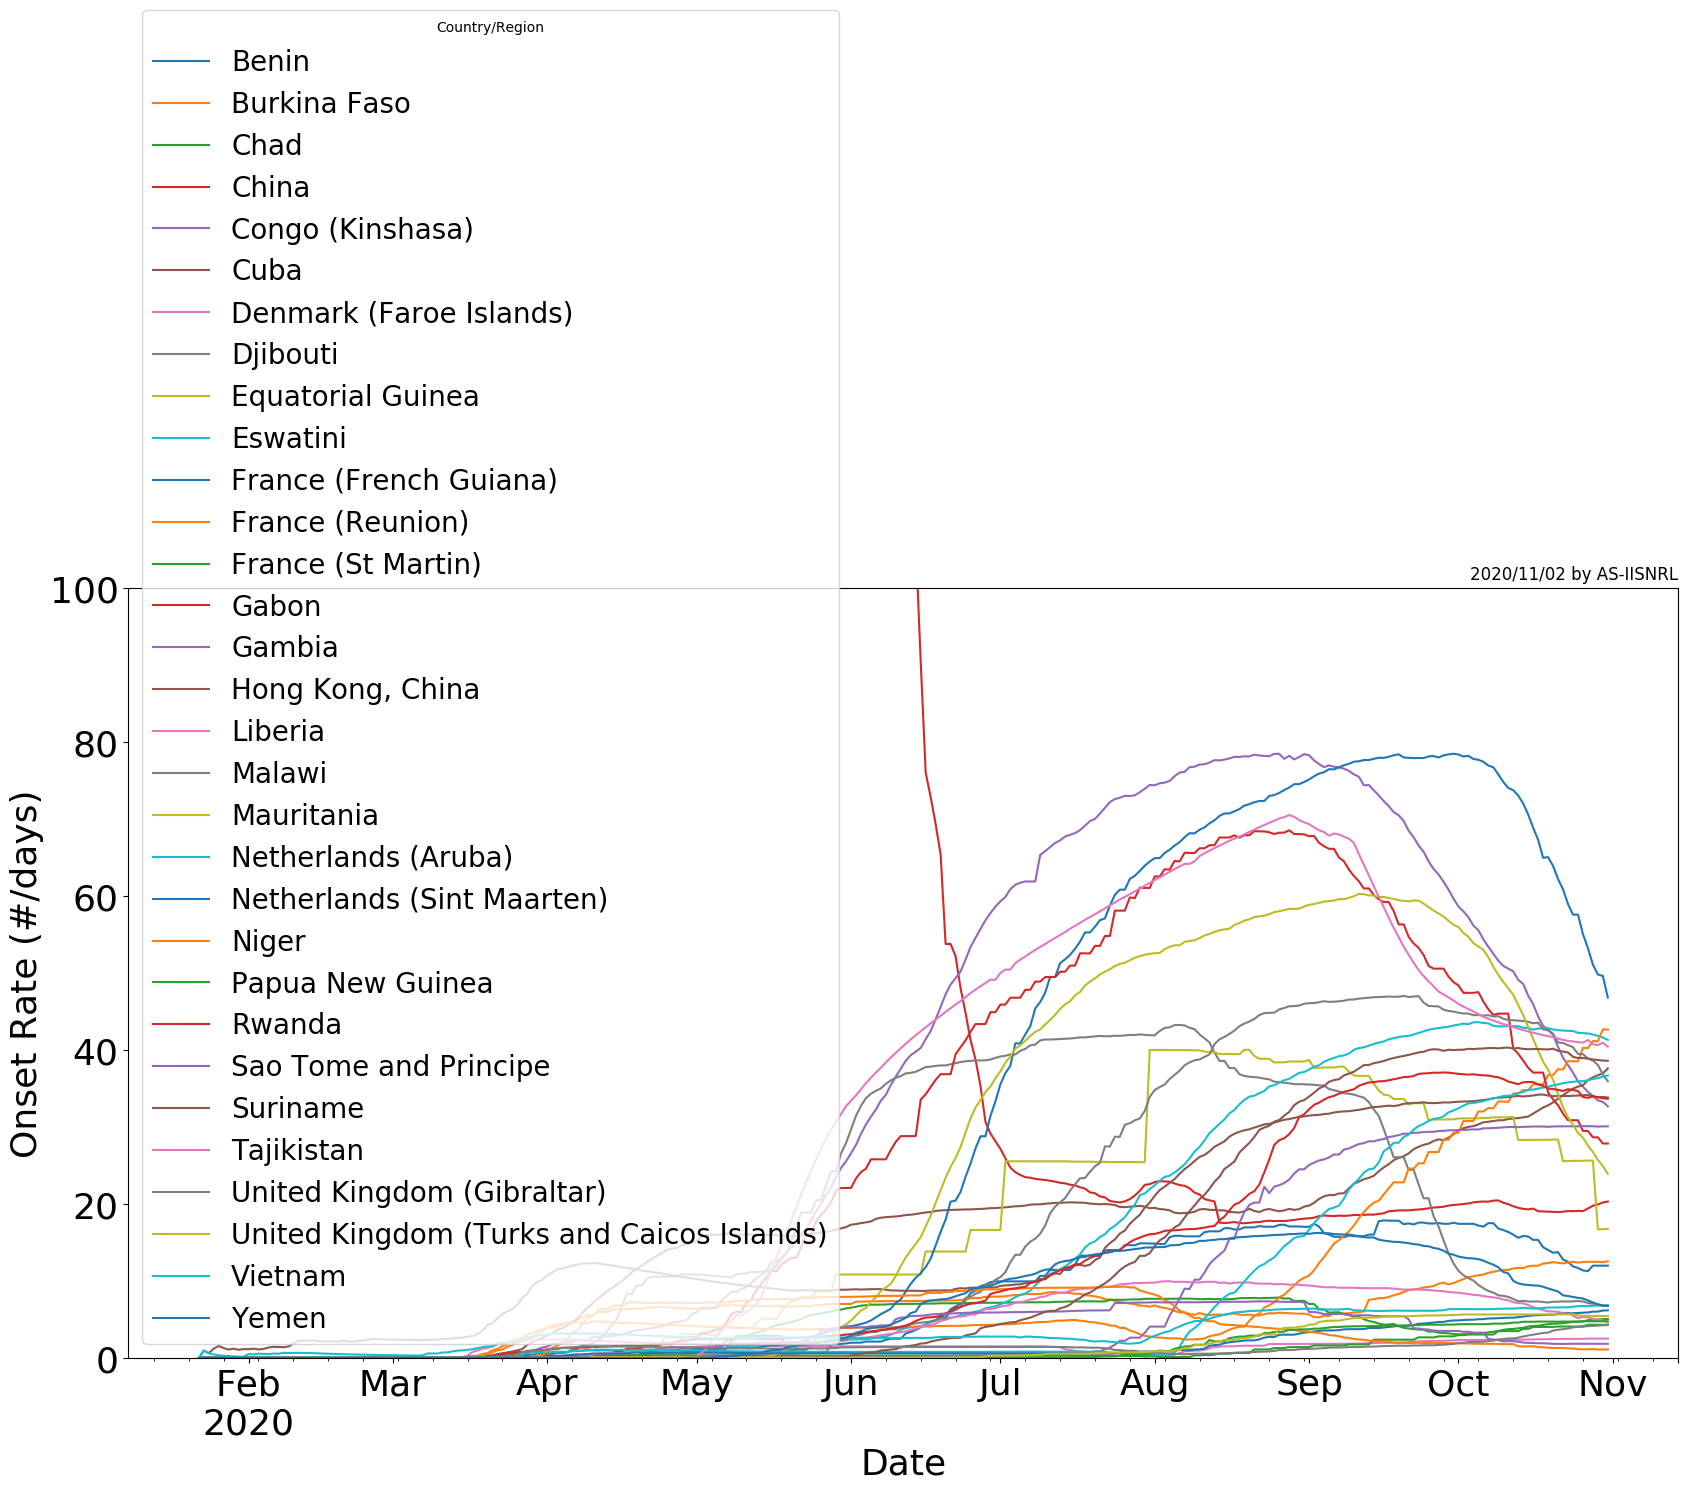 Country/Region
Benin
Burkina Faso
Chad
China
Congo (Kinshasa)
Cuba
Denmark (Faroe Islands)
Djibouti
Equatorial Guinea
Eswatini
France (French Guiana)
France (Reunion)
France (St Martin)
Gabon
Gambia
Hong Kong, China
Liberia
Malawi
Mauritania
Netherlands (Aruba)
Netherlands (Sint Maarten)
Niger
Papua New Guinea
Rwanda
Sao Tome and Principe
Suriname
Tajikistan
United Kingdom (Gibraltar)
United Kingdom (Turks and Caicos Islands)
Vietnam
Yemen
2020/11/02 by AS-IISNRL
Onset Rate (#/days)
100
80
60
40
20
0
Feb Mar Apr May Jun Jul Aug Sep Oct Nov
2020
Date